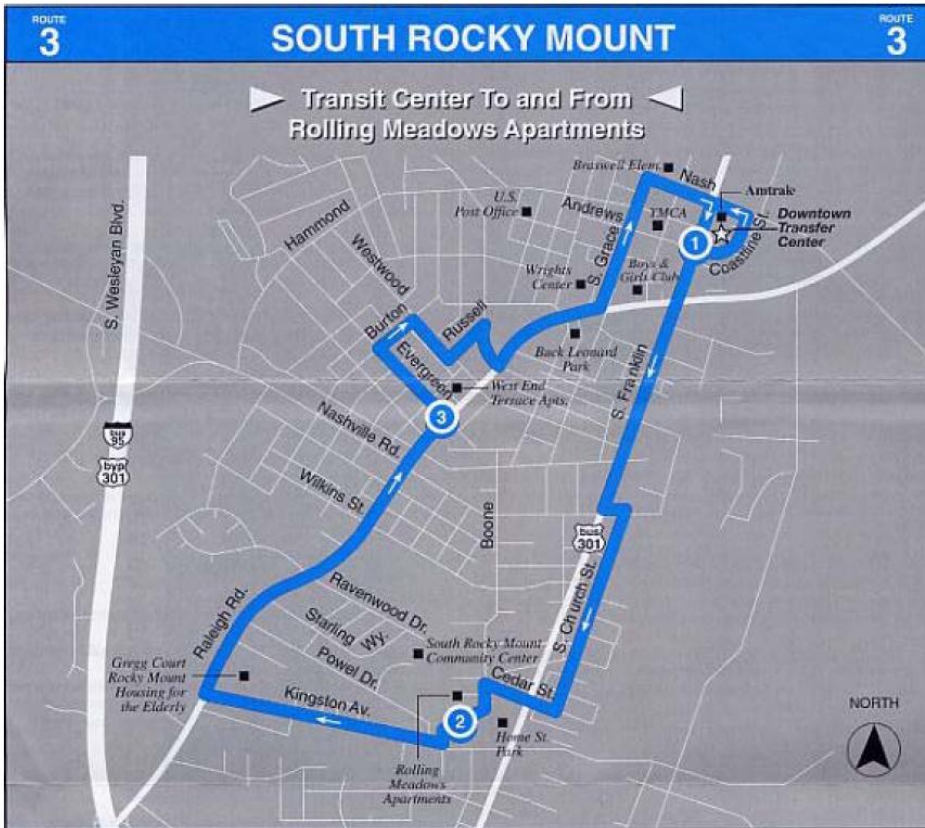 ROUTE
3
SOUTH ROCKY MOUNT
ROUTE
3
Transit Center To and From
Rolling Meadows Apartments
Braswell Elem.
Nash
Amtrak
U.S.
Post Office
Andrews
YMCA
Downtown
Transfer
Center
Hammond
S. Wesleyan Blvd.
Westwood
S. Grace
1
Coastline St.
Wrights
Center
Boys &
Girls Club
Burton
Russell
Evergreen
Buck Leonard
Park
West End
Terrace Apts.
S. Franklin
3
Nashville Rd.
bus
95
byp
301
Wilkins St.
Boone
bus
301
Ravenwood Dr.
Starling Wy.
Powel Dr.
S. Church St.
Raleigh Rd.
South Rocky Mount
Community Center
Gregg Court
Rocky Mount
Housing for
the Elderly
Cedar St.
Kingston Av.
2
Home St.
Park
Rolling
Meadows
Apartments
NORTH